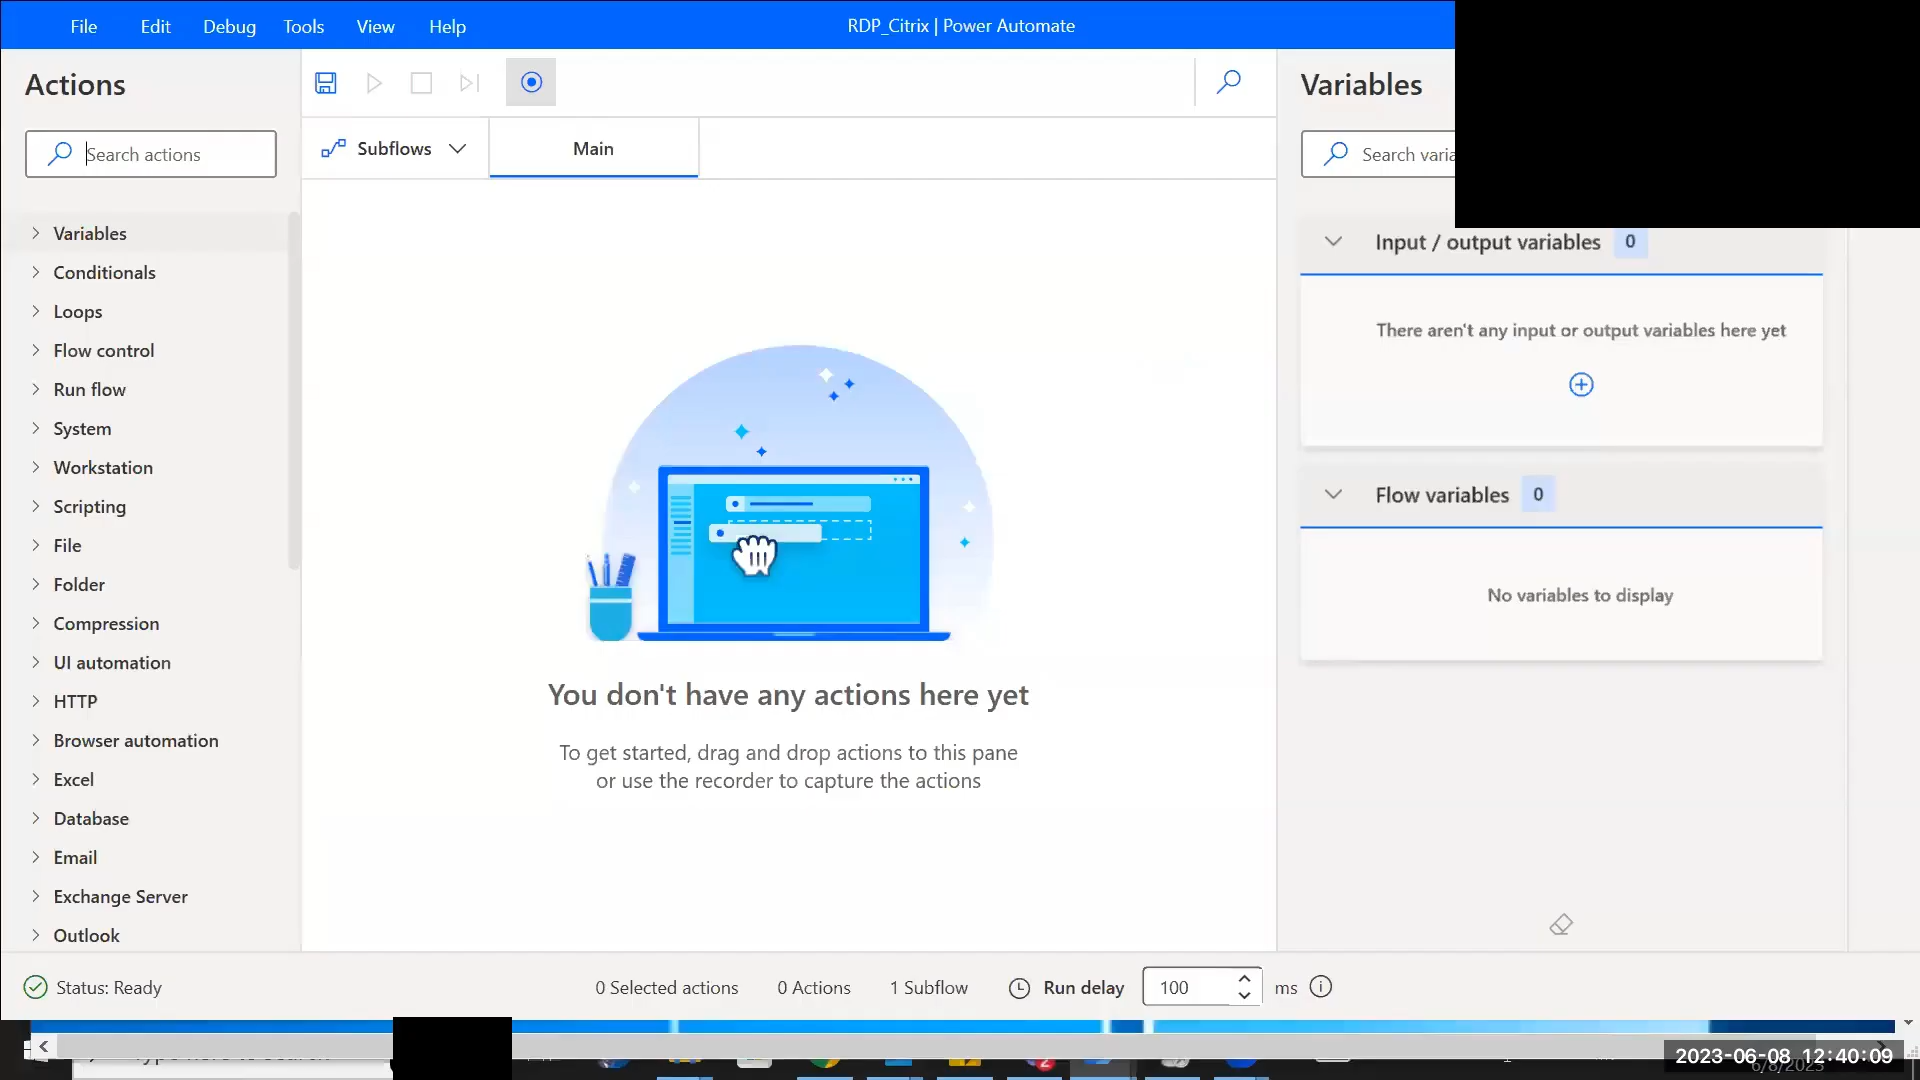 File Edit Debug Tools View Help
RDP_Citrix | Power Automate
Actions
Search actions
Variables
Conditionals
Loops
Flow control
Run flow
System
Workstation
Scripting
File
Folder
Compression
UI automation
HTTP
Browser automation
Excel
Database
Email
Exchange Server
Outlook
Subflows
Main
You don't have any actions here yet
To get started, drag and drop actions to this pane
or use the recorder to capture the actions
Variables
Search varia
Input / output variables 0
There aren't any input or output variables here yet
Flow variables 0
No variables to display
Status: Ready
0 Selected actions 0 Actions 1 Subflow Run delay 100 ms
2023-06-08 12:40:09
6/8/2023